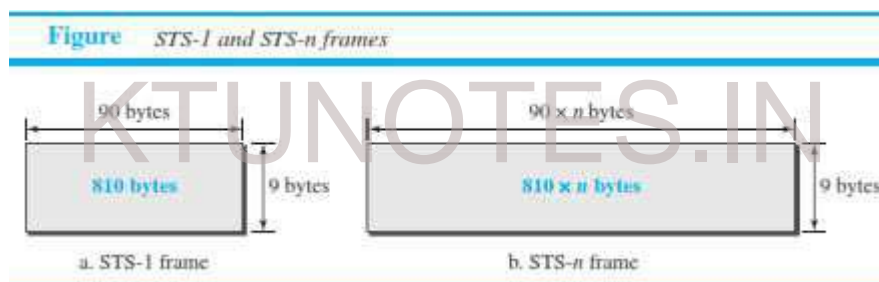 Figure STS-1 and STS-n frames
KTUNOTES.IN
90 bytes
90 × n bytes
810 bytes
9 bytes
810 × n bytes
9 bytes
a. STS-1 frame
b. STS-n frame